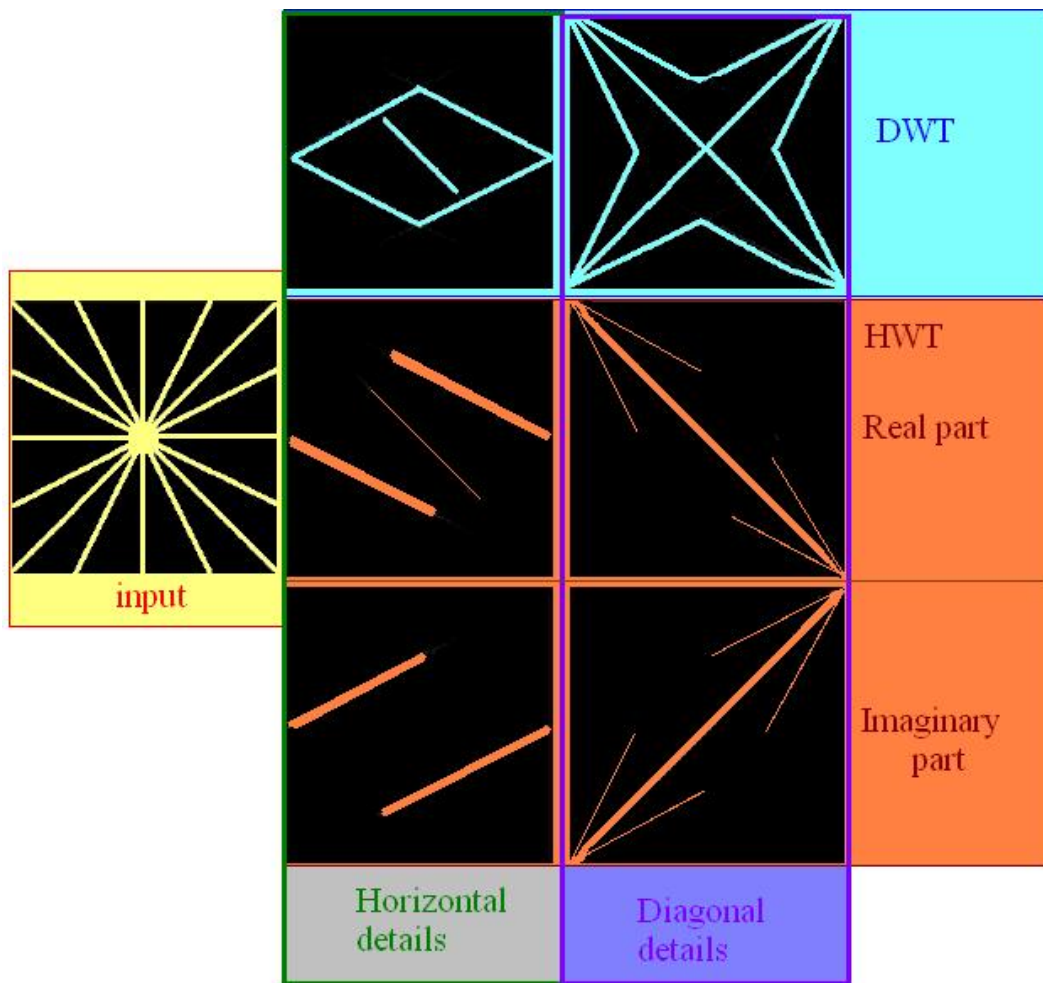 DWT
HWT
Real part
input
Imaginary
part
Horizontal
details
Diagonal
details